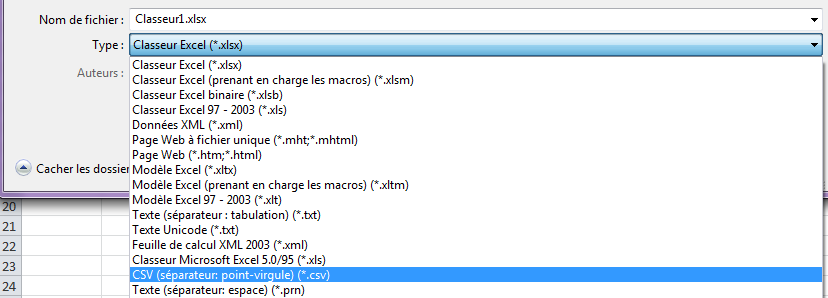 Nom de fichier : Classeur1.xlsx
Type : Classeur Excel (*.xlsx)
Auteurs : Classeur Excel (*.xlsx)
Classeur Excel (prenant en charge les macros) (*.xlsm)
Classeur Excel binaire (*.xlsb)
Classeur Excel 97 - 2003 (*.xls)
Données XML (*.xml)
Page Web à fichier unique (*.mht;*.mhtml)
Page Web (*.htm;*.html)
Cacher les dossier
Modèle Excel (*.xltx)
Modèle Excel (prenant en charge les macros) (*.xltm)
Modèle Excel 97 - 2003 (*.xlt)
20
Texte (séparateur : tabulation) (*.txt)
21
Texte Unicode (*.txt)
22
Feuille de calcul XML 2003 (*.xml)
23
Classeur Microsoft Excel 5.0/95 (*.xls)
CSV (séparateur: point-virgule) (*.csv)
24
Texte (séparateur: espace) (*.prn)